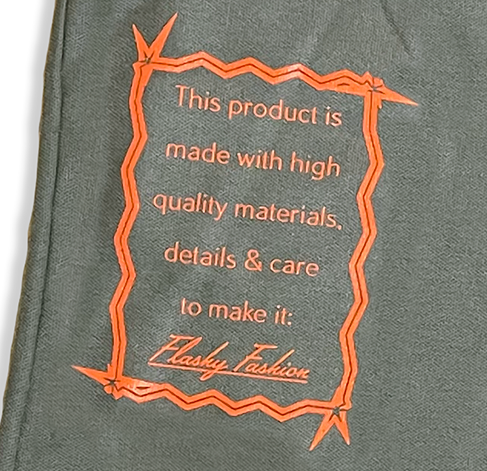 This product is
made with high
quality materials,
details & care
to make it:
Flashy Fashion